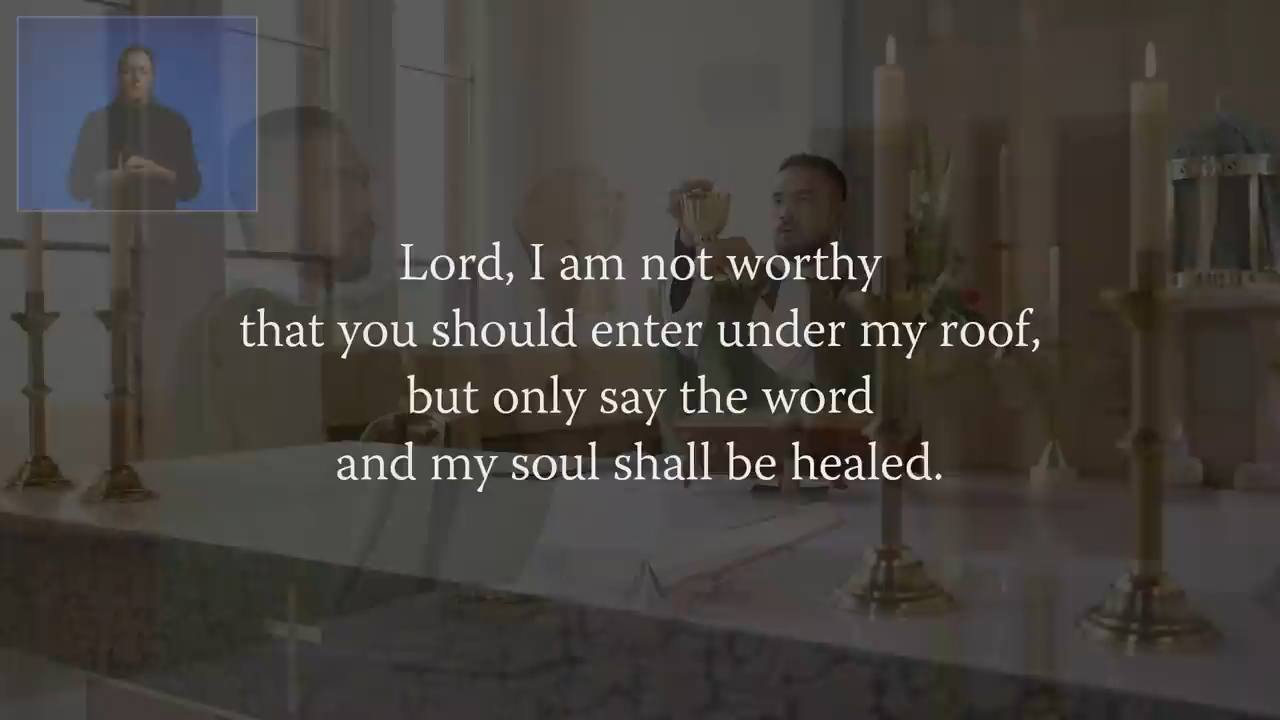 Lord, I am not worthy
that you should enter under my roof,
but only say the word
and my soul shall be healed.